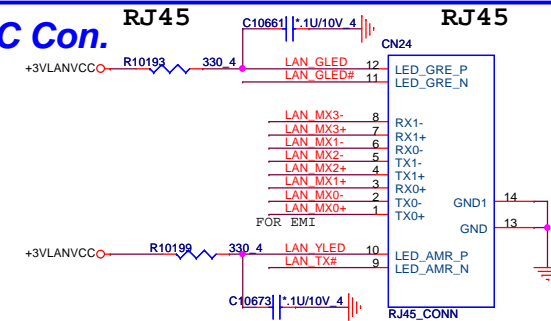 RJ45
RJ45
C Con.
C10661
*.1U/10V_4
CN24
+3VLANVCC
R10193
330_4
LAN_GLED
12
LED_GRE_P
LAN_GLED#
11
LED_GRE_N
LAN_MX3-
8
RX1-
LAN_MX3+
7
RX1+
LAN_MX1-
6
RX0-
LAN_MX2-
5
TX1-
LAN_MX2+
4
TX1+
LAN_MX1+
3
RX0+
LAN_MX0-
2
TX0-
LAN_MX0+
1
TX0+
FOR EMI
GND1
14
GND
13
+3VLANVCC
R10199
330_4
LAN_YLED
10
LED_AMR_P
LAN_TX#
9
LED_AMR_N
C10673
*.1U/10V_4
RJ45_CONN